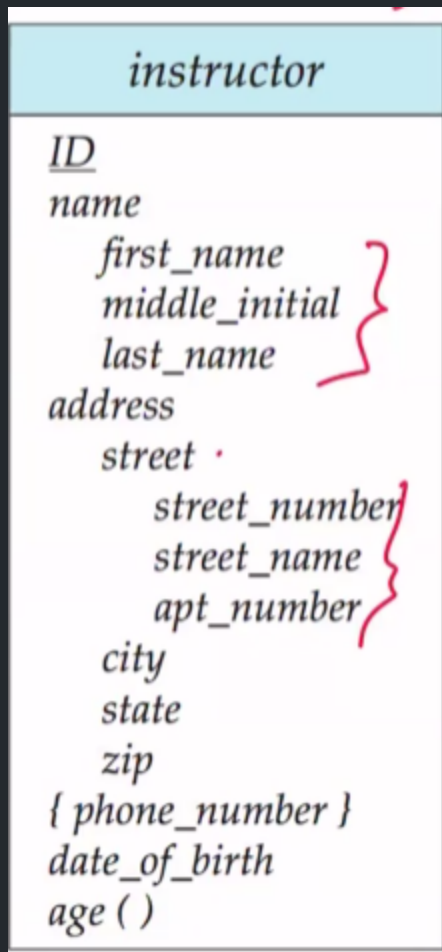 instructor
ID
name
first_name
middle_initial
last_name
address
street
street_number
street_name
apt_number
city
state
zip
{ phone_number }
date_of_birth
age ( )